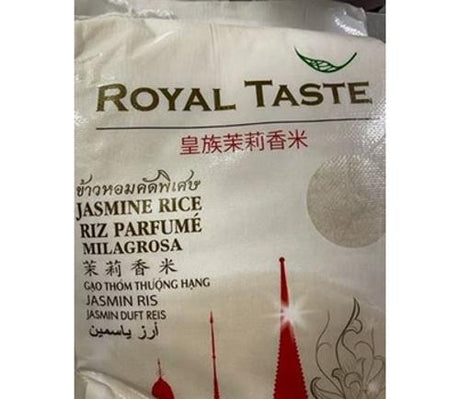 ROYAL TASTE
皇族茉莉香米
ข้าวหอมคัดพิเศษ
JASMINE RICE
RIZ PARFUMÉ
MILAGROSA
茉莉香米
GẠO THƠM THƯỢNG HẠNG
JASMIN RIS
JASMIN DUFT REIS
أرز ياسمين